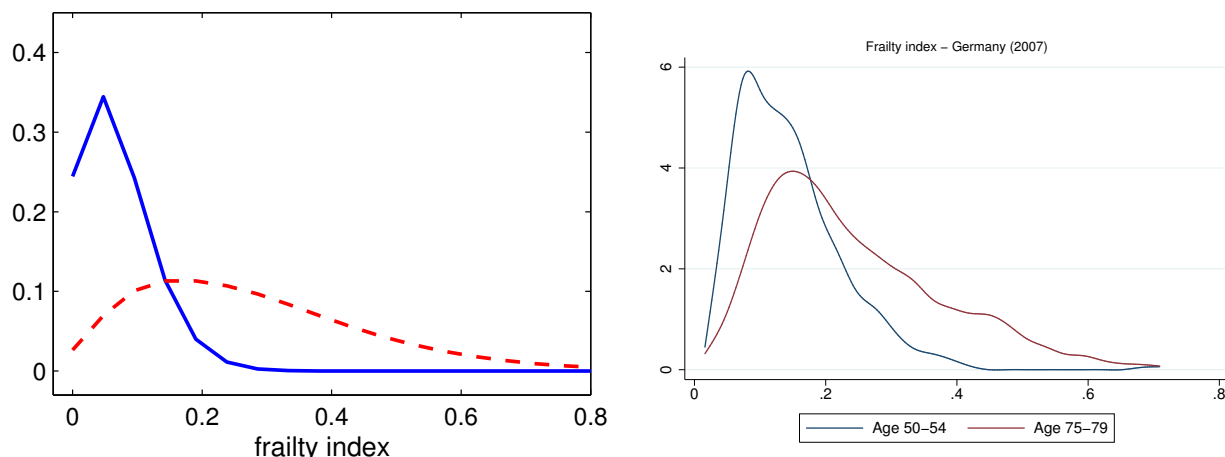 0.4
0.3
0.2
0.1
0
0 0.2 0.4 0.6 0.8
frailty index
Frailty index – Germany (2007)
6
4
2
0
0 .2 .4 .6 .8
Age 50–54 Age 75–79